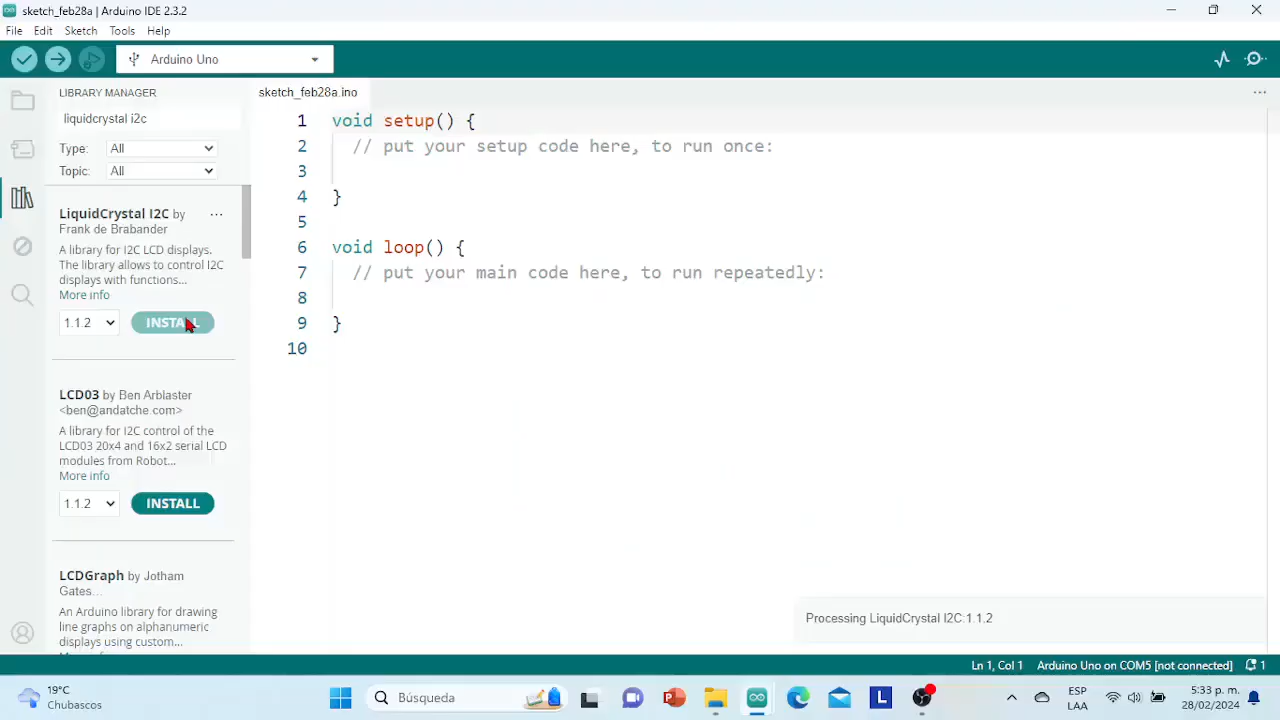 sketch_feb28a | Arduino IDE 2.3.2
File Edit Sketch Tools Help
Arduino Uno
LIBRARY MANAGER
liquidcrystal i2c
Type: All
Topic: All
LiquidCrystal I2C by
Frank de Brabander
A library for I2C LCD displays.
The library allows to control I2C
displays with functions...
More info
1.1.2 INSTALL
LCD03 by Ben Arblaster
<ben@andatche.com>
A library for I2C control of the
LCD03 20x4 and 16x2 serial LCD
modules from Robot...
More info
1.1.2 INSTALL
LCDGraph by Jotham
Gates...
An Arduino library for drawing
line graphs on alphanumeric
displays using custom...
sketch_feb28a.ino
1 void setup() {
2 // put your setup code here, to run once:
3
4 }
5
6 void loop() {
7 // put your main code here, to run repeatedly:
8
9 }
10
Processing LiquidCrystal I2C:1.1.2
Ln 1, Col 1 Arduino Uno on COM5 [not connected] 1
19°C
Chubascos
Búsqueda
L
ESP
LAA
5:33 p. m.
28/02/2024